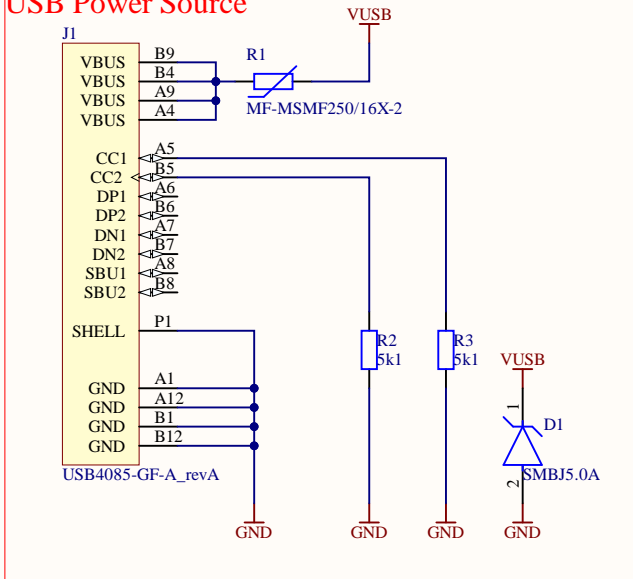 USB Power Source
VUSB
J1
R1
VBUS B9
VBUS B4
VBUS A9
VBUS A4
MF-MSMF250/16X-2
CC1 A5
CC2 B5
DP1 A6
DP2 B6
DN1 A7
DN2 B7
SBU1 A8
SBU2 B8
SHELL P1
R2
5k1
R3
5k1
VUSB
GND A1
GND A12
GND B1
GND B12
1
D1
2
SMBJ5.0A
USB4085-GF-A_revA
GND
GND
GND
GND